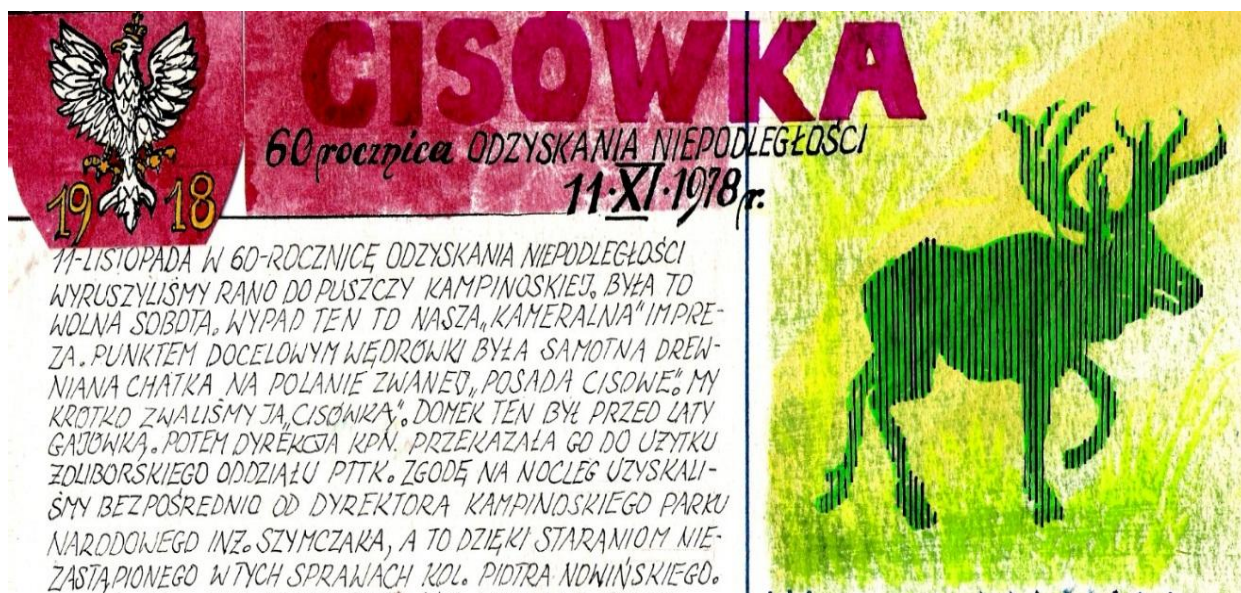 CISÓWKA
60 rocznica ODZYSKANIA NIEPODLEGŁOŚCI
11·XI·1978 r.
19 18
11-LISTOPADA W 60-ROCZNICĘ ODZYSKANIA NIEPODLEGŁOŚCI
WYRUSZYLIŚMY RANO DO PUSZCZY KAMPINOSKIEJ. BYŁA TO
WOLNA SOBOTA. WYPAD TEN TO NASZA „KAMERALNA" IMPRE-
ZA. PUNKTEM DOCELOWYM WĘDRÓWKI BYŁA SAMOTNA DREW-
NIANA CHATKA NA POLANIE ZWANEJ „POSADA CISOWE". MY
KRÓTKO ZWALIŚMY JĄ „CISÓWKĄ". DOMEK TEN BYŁ PRZED LATY
GAJÓWKĄ. POTEM DYREKCJA KPN. PRZEKAZAŁA GO DO UŻYTKU
ŻOLIBORSKIEGO ODDZIAŁU PTTK. ZGODĘ NA NOCLEG UZYSKALI-
ŚMY BEZPOŚREDNIO OD DYREKTORA KAMPINOSKIEGO PARKU
NARODOWEGO INŻ. SZYMCZAKA, A TO DZIĘKI STARANIOM NIE-
ZASTĄPIONEGO W TYCH SPRAWACH KOL. PIOTRA NOWIŃSKIEGO.